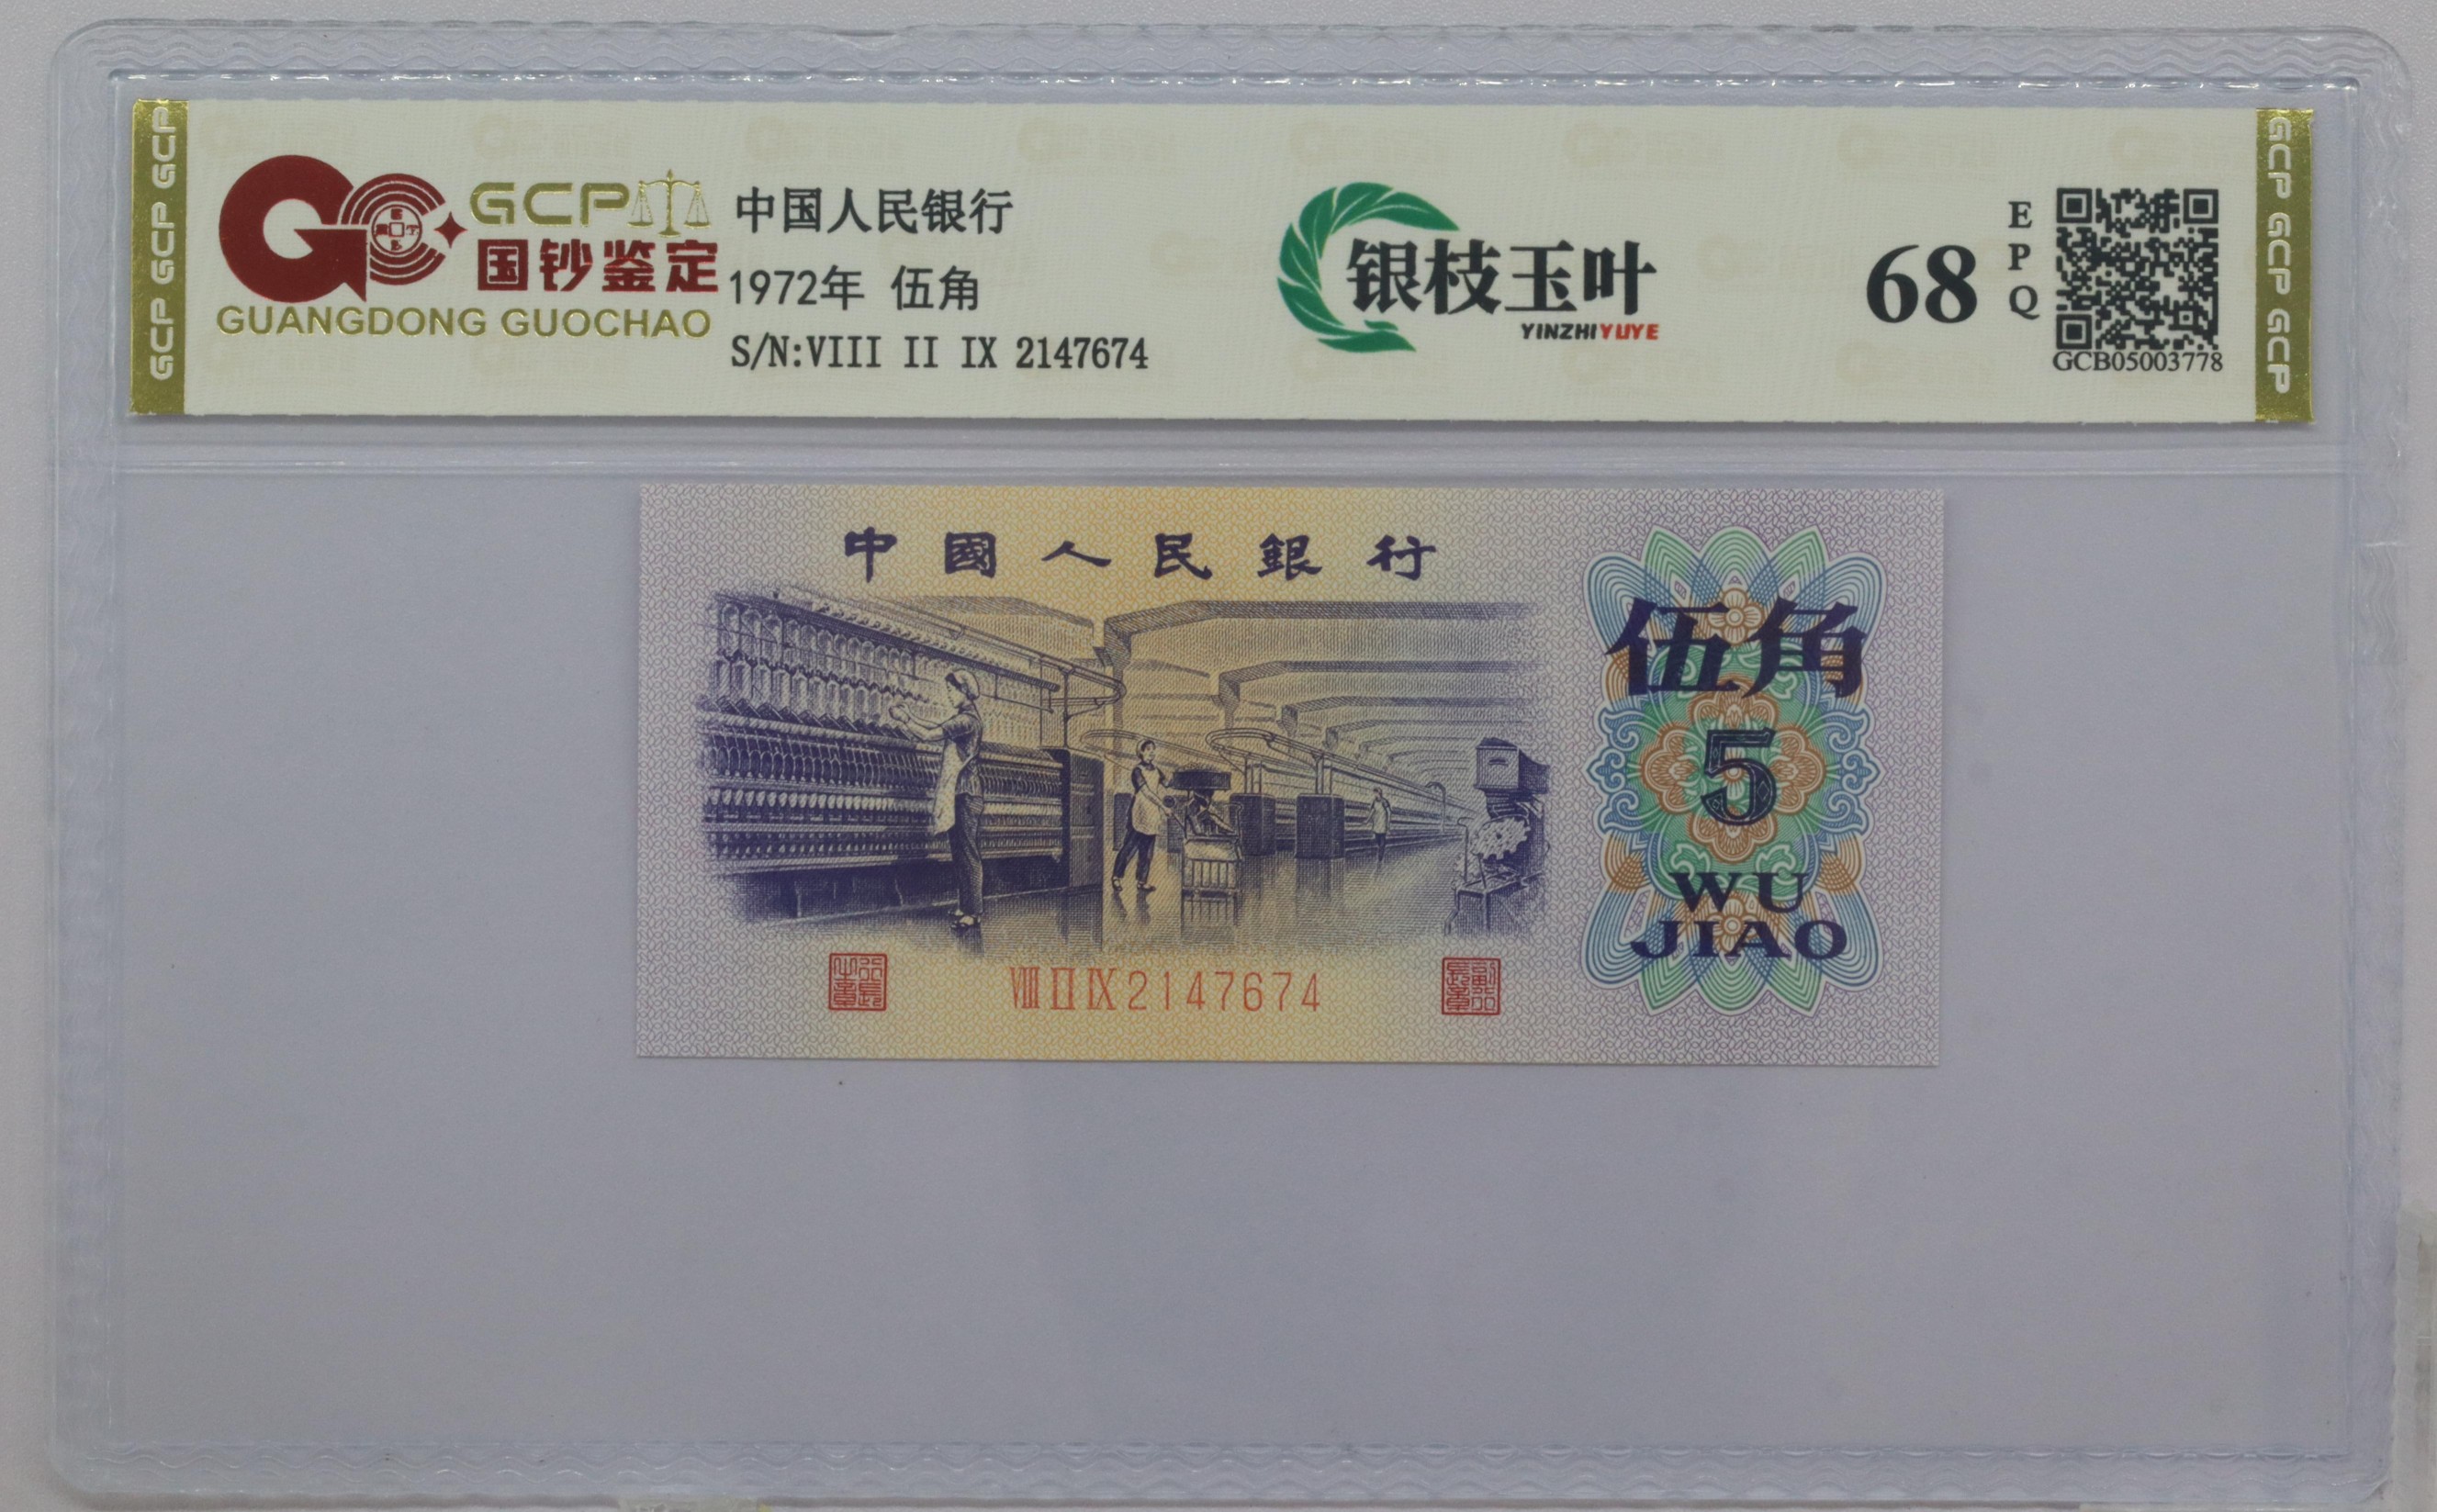 GCP GCP GCP
GCP
国钞鉴定
GUANGDONG GUOCHAO
中国人民银行
1972年 伍角
S/N:VIII II IX 2147674
银枝玉叶
YINZHIYUYE
68
EPQ
GCB05003778
GCP GCP GCP
中國人民銀行
伍角
5
WU
JIAO
VIII II IX 2147674